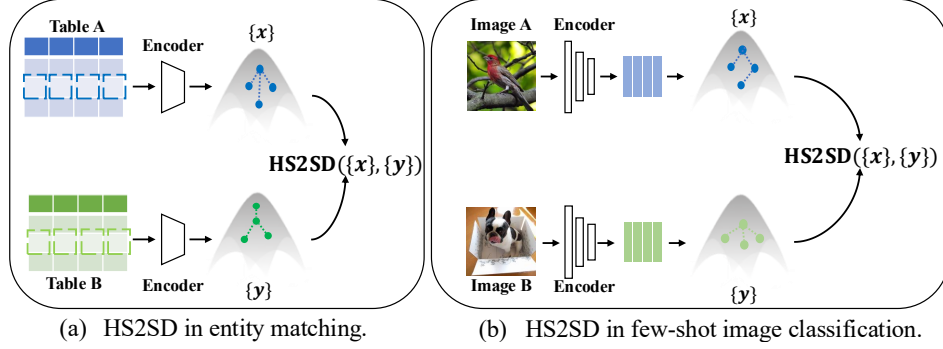 Table A
Encoder
{x}
HS2SD({x}, {y})
Table B
Encoder
{y}
(a) HS2SD in entity matching.
Image A
Encoder
{x}
HS2SD({x}, {y})
Image B
Encoder
{y}
(b) HS2SD in few-shot image classification.